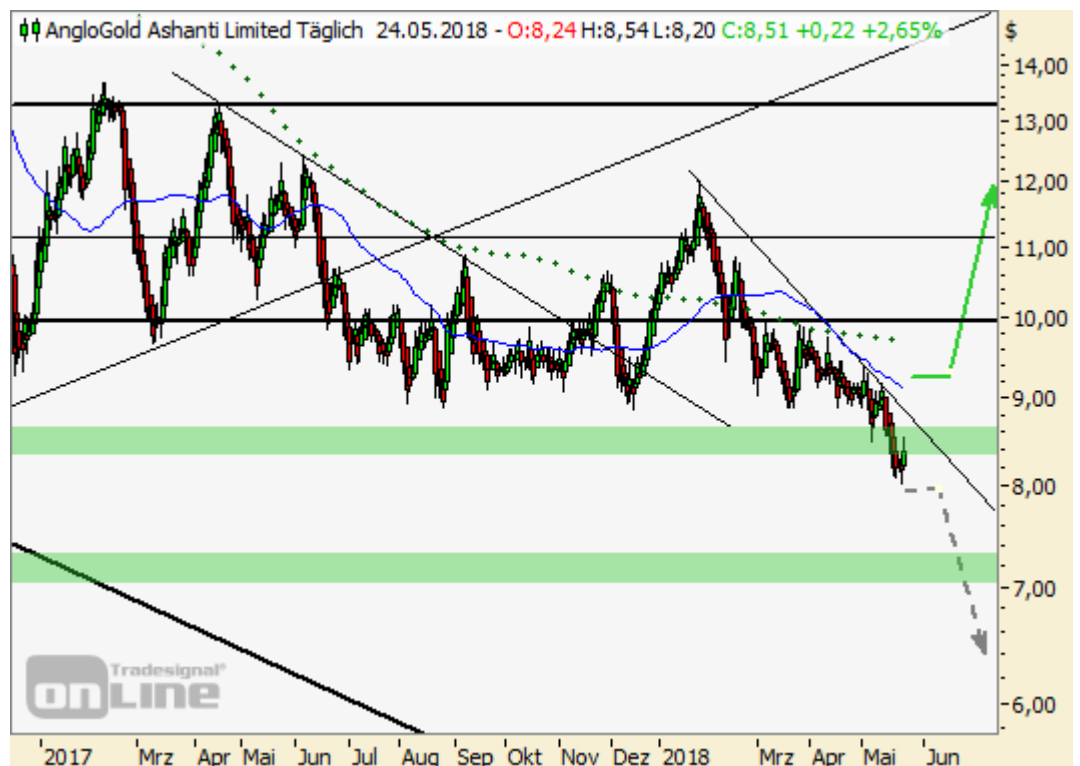 AngloGold Ashanti Limited Täglich 24.05.2018 - O:8,24 H:8,54 L:8,20 C:8,51 +0,22 +2,65%
$
14,00
13,00
12,00
11,00
10,00
9,00
8,00
7,00
6,00
Tradesignal®
onLine
2017 Mrz Apr Mai Jun Jul Aug Sep Okt Nov Dez 2018 Mrz Apr Mai Jun